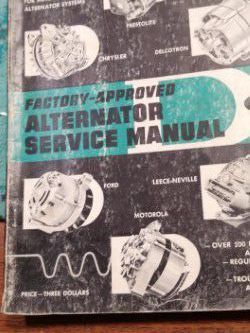 ALTERNATOR SYSTEMS
PRESTOLITE
CHRYSLER
DELCOTRON
FACTORY-APPROVED
ALTERNATOR
SERVICE MANUAL
FORD
LEECE-NEVILLE
MOTOROLA
—OVER 200
A
—REGU
—TROU
A
PRICE—THREE DOLLARS